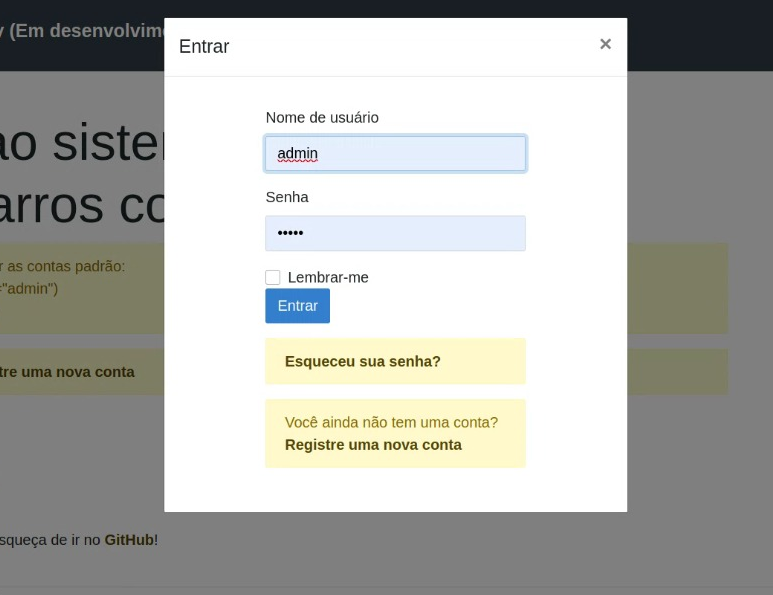 (Em desenvolvime
Entrar
×
ao sister
arros co
r as contas padrão:
="admin")
tre uma nova conta
Nome de usuário
admin
Senha
•••••
Lembrar-me
Entrar
Esqueceu sua senha?
Você ainda não tem uma conta?
Registre uma nova conta
squeça de ir no GitHub!